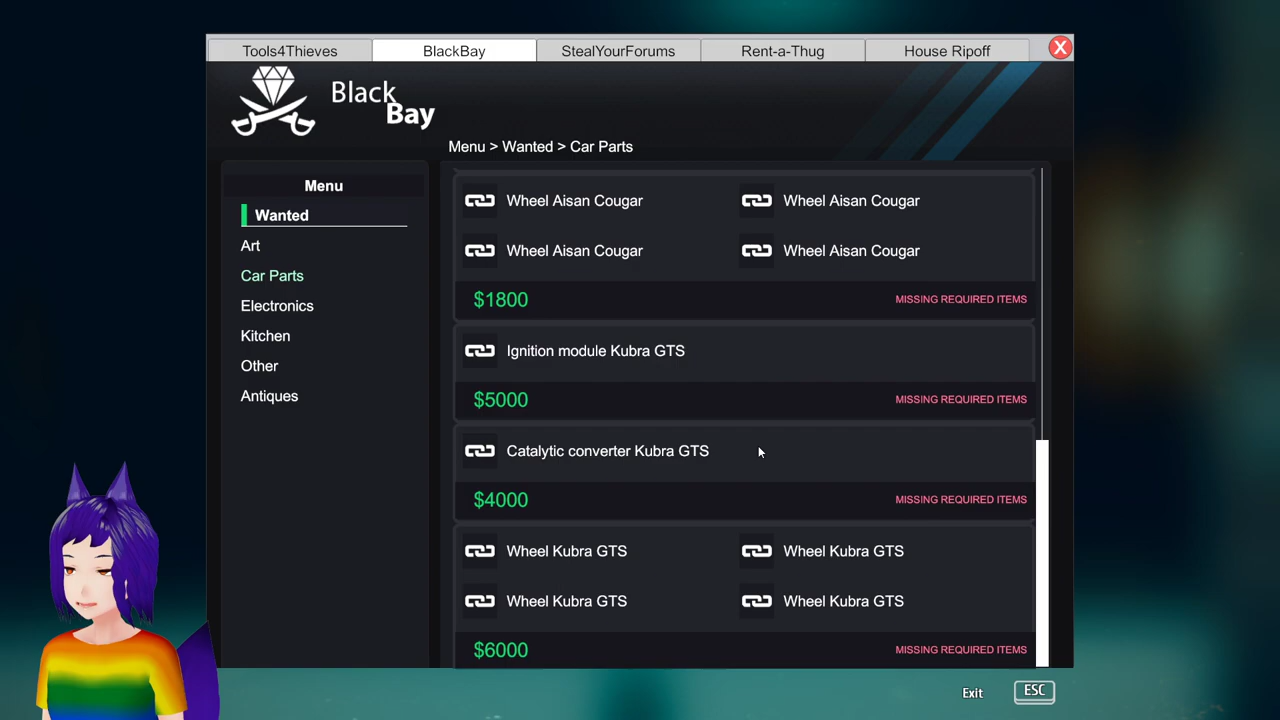 Tools4Thieves BlackBay StealYourForums Rent-a-Thug House Ripoff X
Black
Bay
Menu > Wanted > Car Parts
Menu
Wanted
Art
Car Parts
Electronics
Kitchen
Other
Antiques
Wheel Aisan Cougar Wheel Aisan Cougar
Wheel Aisan Cougar Wheel Aisan Cougar
$1800 MISSING REQUIRED ITEMS
Ignition module Kubra GTS
$5000 MISSING REQUIRED ITEMS
Catalytic converter Kubra GTS
$4000 MISSING REQUIRED ITEMS
Wheel Kubra GTS Wheel Kubra GTS
Wheel Kubra GTS Wheel Kubra GTS
$6000 MISSING REQUIRED ITEMS
Exit ESC